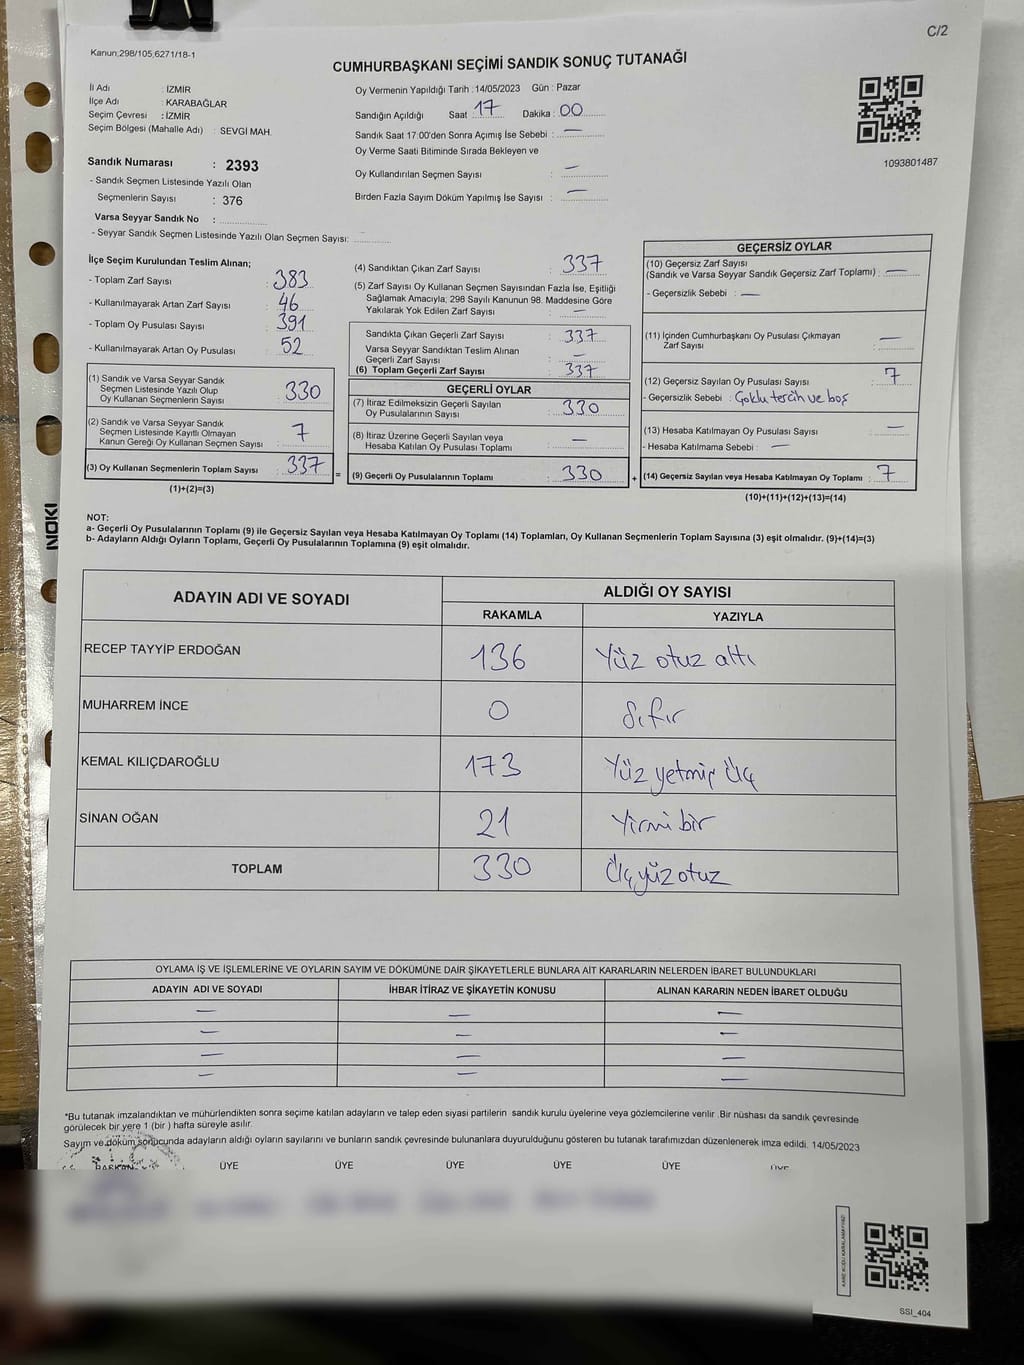 C/2
Kanun,298/105,6271/18-1
CUMHURBAŞKANI SEÇİMİ SANDIK SONUÇ TUTANAĞI
İl Adı : İZMİR
İlçe Adı : KARABAĞLAR
Seçim Çevresi : İZMİR
Seçim Bölgesi (Mahalle Adı) : SEVGİ MAH.
Sandık Numarası : 2393
- Sandık Seçmen Listesinde Yazılı Olan
Seçmenlerin Sayısı : 376
Varsa Seyyar Sandık No :
- Seyyar Sandık Seçmen Listesinde Yazılı Olan Seçmen Sayısı:
Oy Vermenin Yapıldığı Tarih : 14/05/2023 Gün : Pazar
Sandığın Açıldığı Saat 17 Dakika : 00
Sandık Saat 17:00'den Sonra Açımış İse Sebebi : —
Oy Verme Saati Bitiminde Sırada Bekleyen ve
Oy Kullandırılan Seçmen Sayısı : —
Birden Fazla Sayım Döküm Yapılmış İse Sayısı : —
1093801487
İlçe Seçim Kurulundan Teslim Alınan;
- Toplam Zarf Sayısı : 383
- Kullanılmayarak Artan Zarf Sayısı : 46
- Toplam Oy Pusulası Sayısı : 391
- Kullanılmayarak Artan Oy Pusulası : 52
(1) Sandık ve Varsa Seyyar Sandık
Seçmen Listesinde Yazılı Olup
Oy Kullanan Seçmenlerin Sayısı : 330
(2) Sandık ve Varsa Seyyar Sandık
Seçmen Listesinde Kayıtlı Olmayan
Kanun Gereği Oy Kullanan Seçmen Sayısı : 7
(3) Oy Kullanan Seçmenlerin Toplam Sayısı : 337 =
(1)+(2)=(3)
(4) Sandıktan Çıkan Zarf Sayısı : 337
(5) Zarf Sayısı Oy Kullanan Seçmen Sayısından Fazla İse, Eşitliği
Sağlamak Amacıyla, 298 Sayılı Kanunun 98. Maddesine Göre
Yakılarak Yok Edilen Zarf Sayısı : —
Sandıkta Çıkan Geçerli Zarf Sayısı : 337
Varsa Seyyar Sandıktan Teslim Alınan
Geçerli Zarf Sayısı : —
(6) Toplam Geçerli Zarf Sayısı : 337
GEÇERLİ OYLAR
(7) İtiraz Edilmeksizin Geçerli Sayılan
Oy Pusulalarının Sayısı : 330
(8) İtiraz Üzerine Geçerli Sayılan veya
Hesaba Katılan Oy Pusulası Toplamı : —
(9) Geçerli Oy Pusulalarının Toplamı : 330 +
GEÇERSİZ OYLAR
(10) Geçersiz Zarf Sayısı
(Sandık ve Varsa Seyyar Sandık Geçersiz Zarf Toplamı) : —
- Geçersizlik Sebebi : —
(11) İçinden Cumhurbaşkanı Oy Pusulası Çıkmayan
Zarf Sayısı : —
(12) Geçersiz Sayılan Oy Pusulası Sayısı : 7
- Geçersizlik Sebebi : Çoklu tercih ve boş
(13) Hesaba Katılmayan Oy Pusulası Sayısı : —
- Hesaba Katılmama Sebebi : —
(14) Geçersiz Sayılan veya Hesaba Katılmayan Oy Toplamı : 7
(10)+(11)+(12)+(13)=(14)
NOT:
a- Geçerli Oy Pusulalarının Toplamı (9) ile Geçersiz Sayılan veya Hesaba Katılmayan Oy Toplamı (14) Toplamları, Oy Kullanan Seçmenlerin Toplam Sayısına (3) eşit olmalıdır. (9)+(14)=(3)
b- Adayların Aldığı Oyların Toplamı, Geçerli Oy Pusulalarının Toplamına (9) eşit olmalıdır.
ADAYIN ADI VE SOYADI ALDIĞI OY SAYISI
RAKAMLA YAZIYLA
RECEP TAYYİP ERDOĞAN 136 Yüz otuz altı
MUHARREM İNCE 0 Sıfır
KEMAL KILIÇDAROĞLU 173 Yüz yetmiş üç
SİNAN OĞAN 21 Yirmi bir
TOPLAM 330 Üçyüz otuz
OYLAMA İŞ VE İŞLEMLERİNE VE OYLARIN SAYIM VE DÖKÜMÜNE DAİR ŞİKAYETLERLE BUNLARA AİT KARARLARIN NELERDEN İBARET BULUNDUKLARI
ADAYIN ADI VE SOYADI İHBAR İTİRAZ VE ŞİKAYETİN KONUSU ALINAN KARARIN NEDEN İBARET OLDUĞU
— — —
— — —
— — —
— — —
*Bu tutanak imzalandıktan ve mühürlendikten sonra seçime katılan adayların ve talep eden siyasi partilerin sandık kurulu üyelerine veya gözlemcilerine verilir .Bir nüshası da sandık çevresinde
görülecek bir yere 1 (bir ) hafta süreyle asılır.
Sayım ve döküm sonucunda adayların aldığı oyların sayılarını ve bunların sandık çevresinde bulunanlara duyurulduğunu gösteren bu tutanak tarafımızdan düzenlenerek imza edildi. 14/05/2023
BAŞKAN ÜYE ÜYE ÜYE ÜYE ÜYE ÜYE
SSI_404